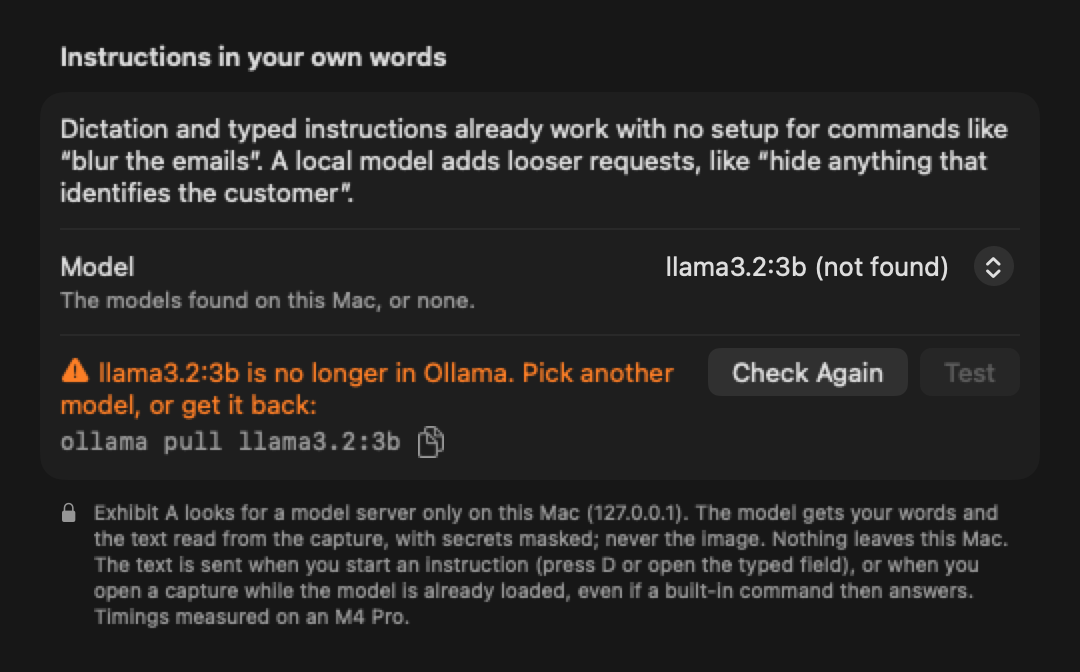 Instructions in your own words
Dictation and typed instructions already work with no setup for commands like
“blur the emails”. A local model adds looser requests, like “hide anything that
identifies the customer”.
Model
llama3.2:3b (not found)
The models found on this Mac, or none.
llama3.2:3b is no longer in Ollama. Pick another
model, or get it back:
Check Again
Test
ollama pull llama3.2:3b
Exhibit A looks for a model server only on this Mac (127.0.0.1). The model gets your words and
the text read from the capture, with secrets masked; never the image. Nothing leaves this Mac.
The text is sent when you start an instruction (press D or open the typed field), or when you
open a capture while the model is already loaded, even if a built-in command then answers.
Timings measured on an M4 Pro.